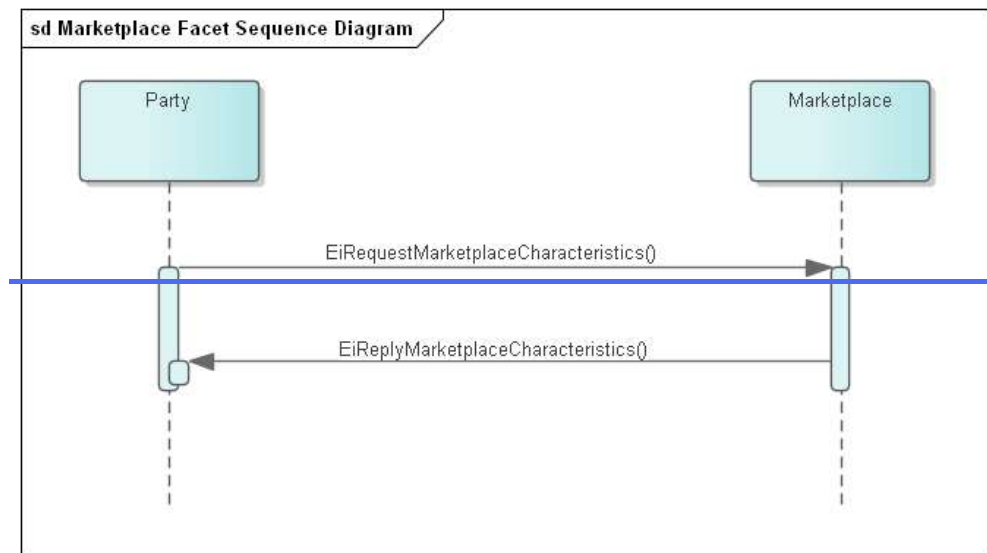 sd Marketplace Facet Sequence Diagram
Party
Marketplace
EiRequestMarketplaceCharacteristics()
EiReplyMarketplaceCharacteristics()